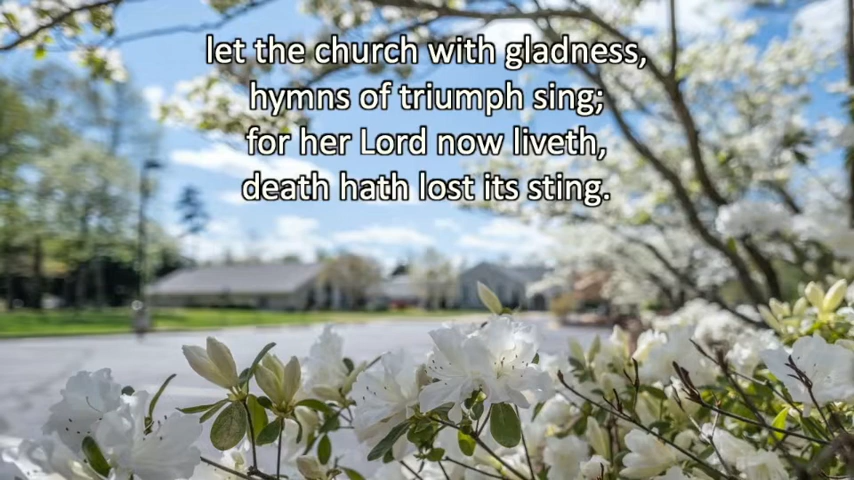 let the church with gladness,
hymns of triumph sing;
for her Lord now liveth,
death hath lost its sting.